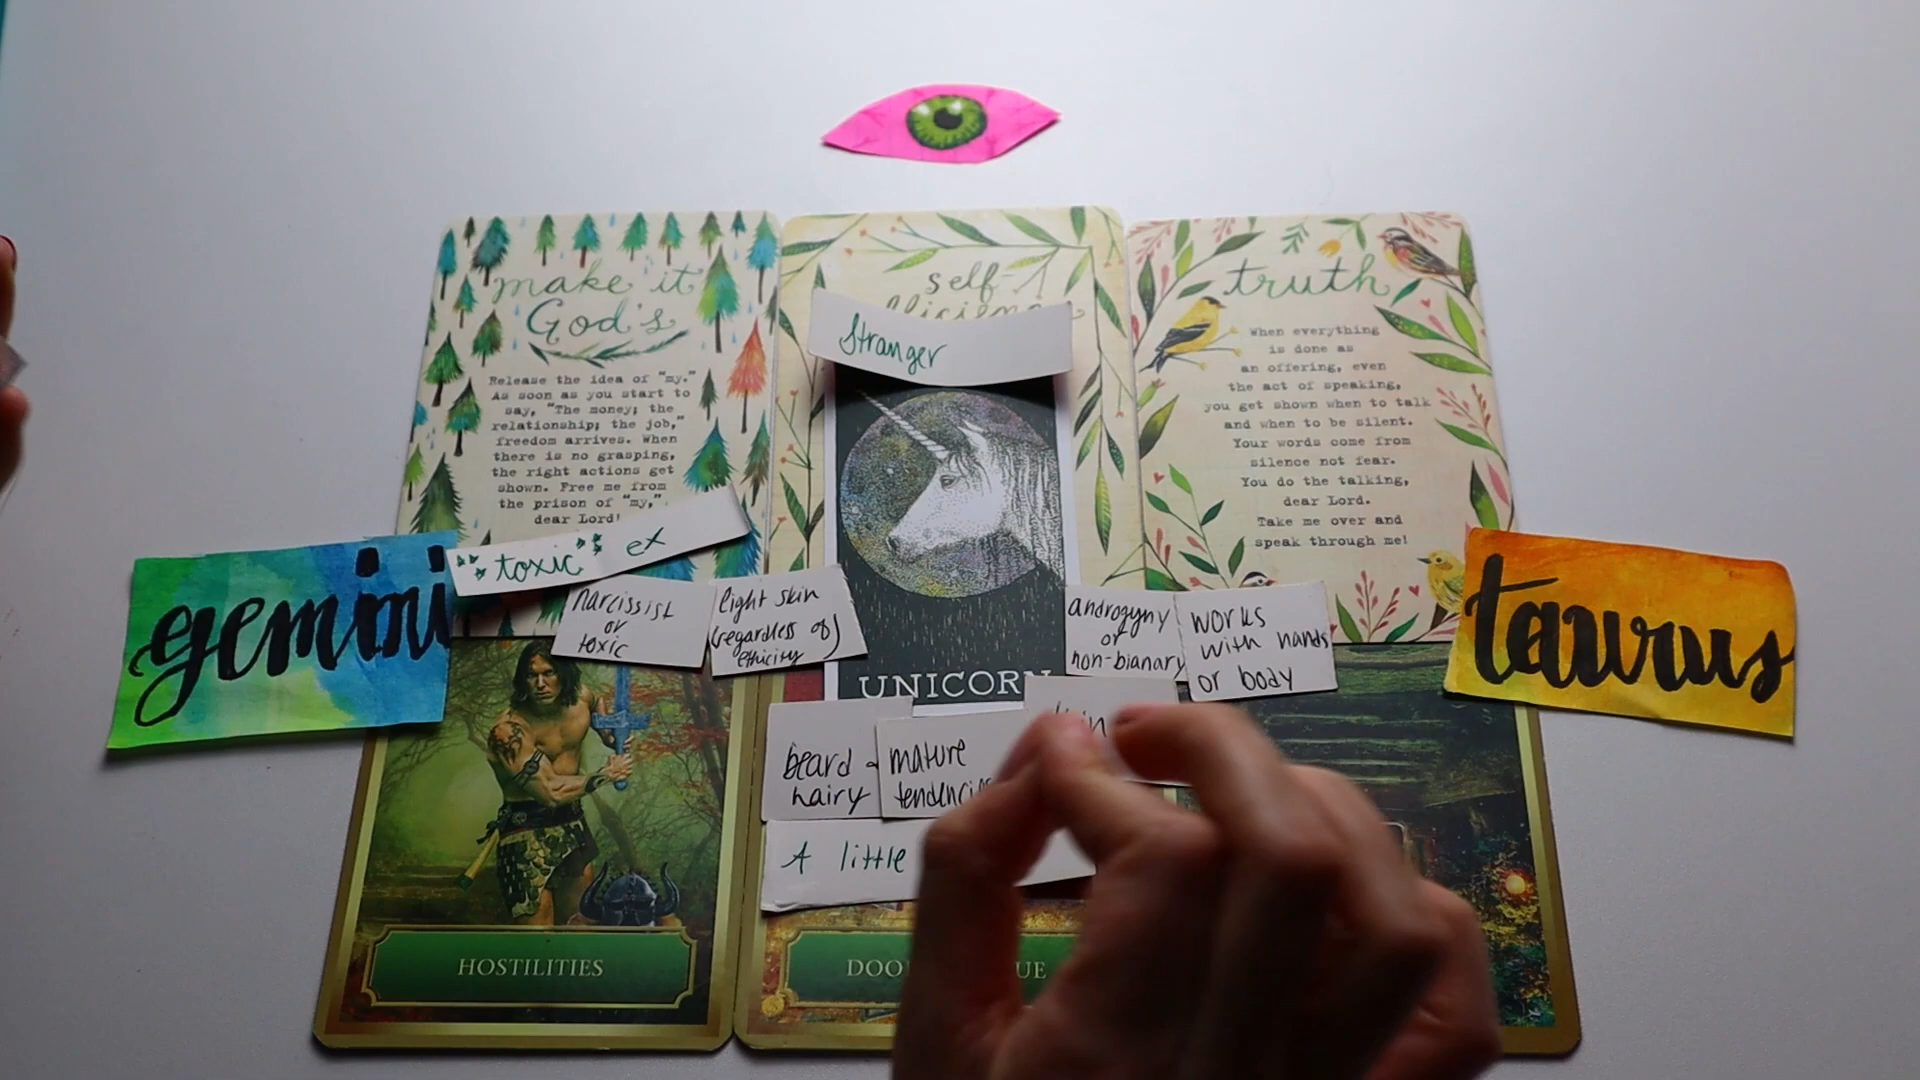 make it
God's
Release the idea of "my."
As soon as you start to
say, "The money; the
relationship; the job,"
freedom arrives. When
there is no grasping,
the right actions get
shown. Free me from
the prison of "my,"
dear Lord!
self-
Stranger
UNICORN
truth
When everything
is done as
an offering, even
the act of speaking,
you get shown when to talk
and when to be silent.
Your words come from
silence not fear.
You do the talking,
dear Lord.
Take me over and
speak through me!
gemini
"toxic" ex
narcissist
or
toxic
light skin
(regardless of)
ethicity
androgyny
or
non-bianary
works
with hands
or body
taurus
beard
hairy
mature
A little
HOSTILITIES